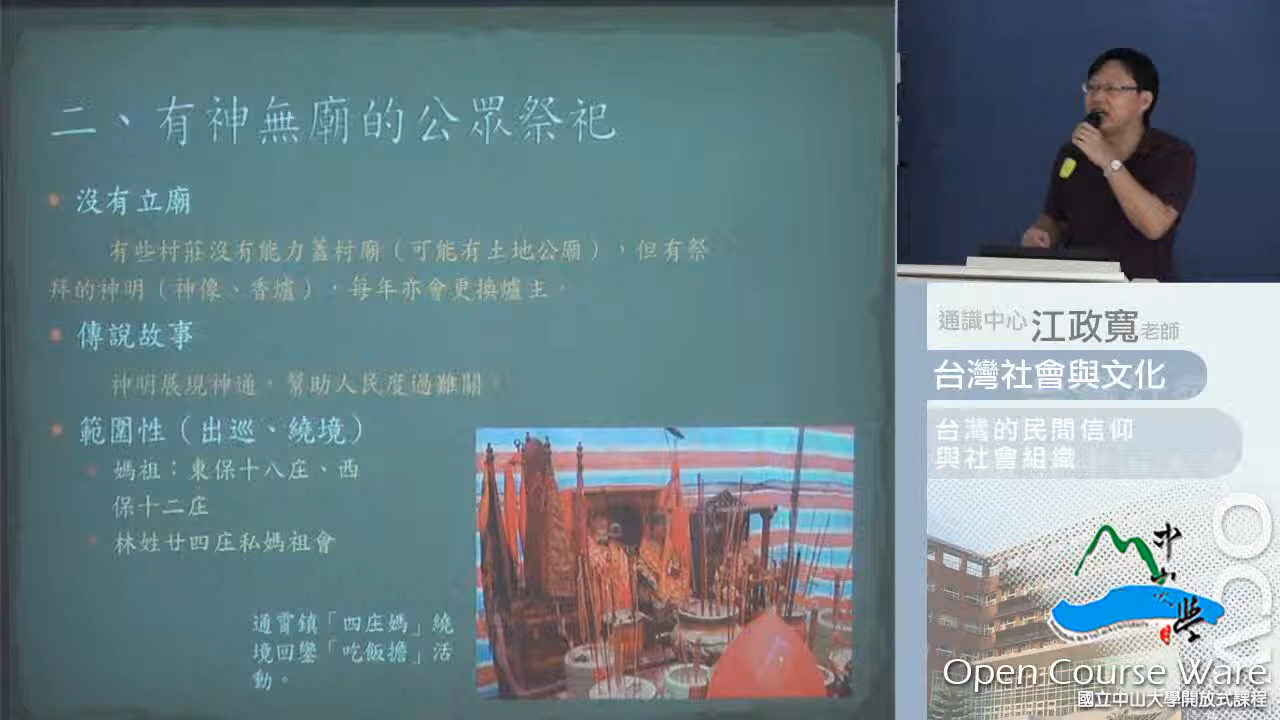 二、有神無廟的公眾祭祀
沒有立廟
有些村莊沒有能力蓋村廟（可能有土地公廟），但有祭
拜的神明（神像、香爐），每年亦會更換爐主。
傳說故事
神明展現神通，幫助人民度過難關。
範圍性（出巡、繞境）
媽祖：東保十八庄、西
保十二庄
林姓廿四庄私媽祖會
通霄鎮「四庄媽」繞
境回鑾「吃飯擔」活
動。
通識中心江政寬老師
台灣社會與文化
台灣的民間信仰
與社會組織
中山大學
Open Course Ware
國立中山大學開放式課程